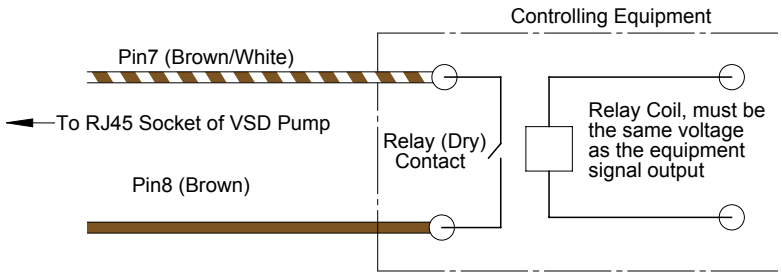 Controlling Equipment
Pin7 (Brown/White)
To RJ45 Socket of VSD Pump
Relay (Dry)
Contact
Relay Coil, must be
the same voltage
as the equipment
signal output
Pin8 (Brown)